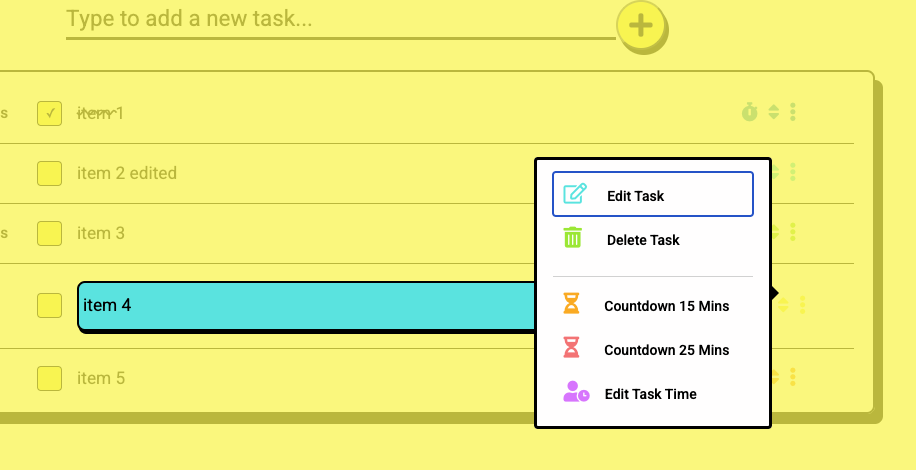 Type to add a new task...
s
item 1
item 2 edited
s
item 3
item 4
item 5
Edit Task
Delete Task
Countdown 15 Mins
Countdown 25 Mins
Edit Task Time